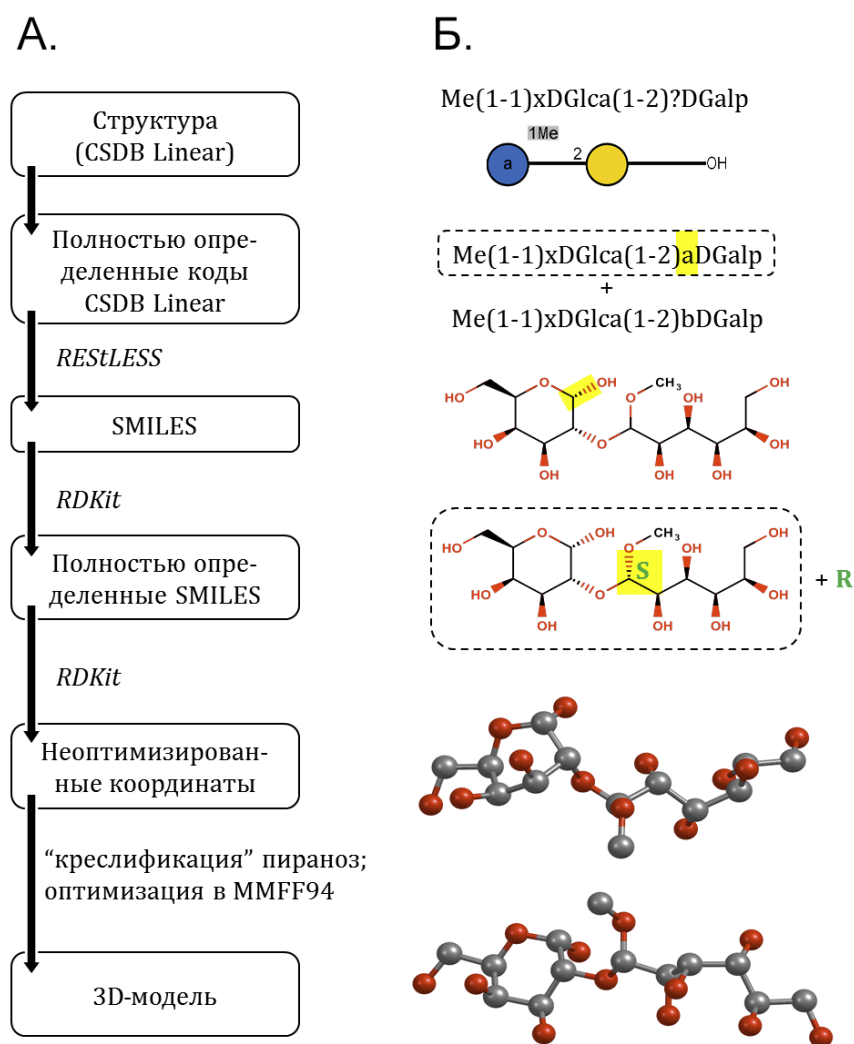 А.
Структура
(CSDB Linear)
Полностью опре-
деленные коды
CSDB Linear
REStLESS
SMILES
RDKit
Полностью опре-
деленные SMILES
RDKit
Неоптимизирован-
ные координаты
“креслификация” пираноз;
оптимизация в MMFF94
3D-модель
Б.
Me(1-1)xDGlca(1-2)?DGalp
1Me
a
2
OH
Me(1-1)xDGlca(1-2)aDGalp
+
Me(1-1)xDGlca(1-2)bDGalp
O
OH
CH3
OH
HO
O
OH
HO
O
OH
OH
OH
OH
O
OH
CH3
OH
HO
O
OH
S
HO
O
OH
OH
OH
OH
+ R